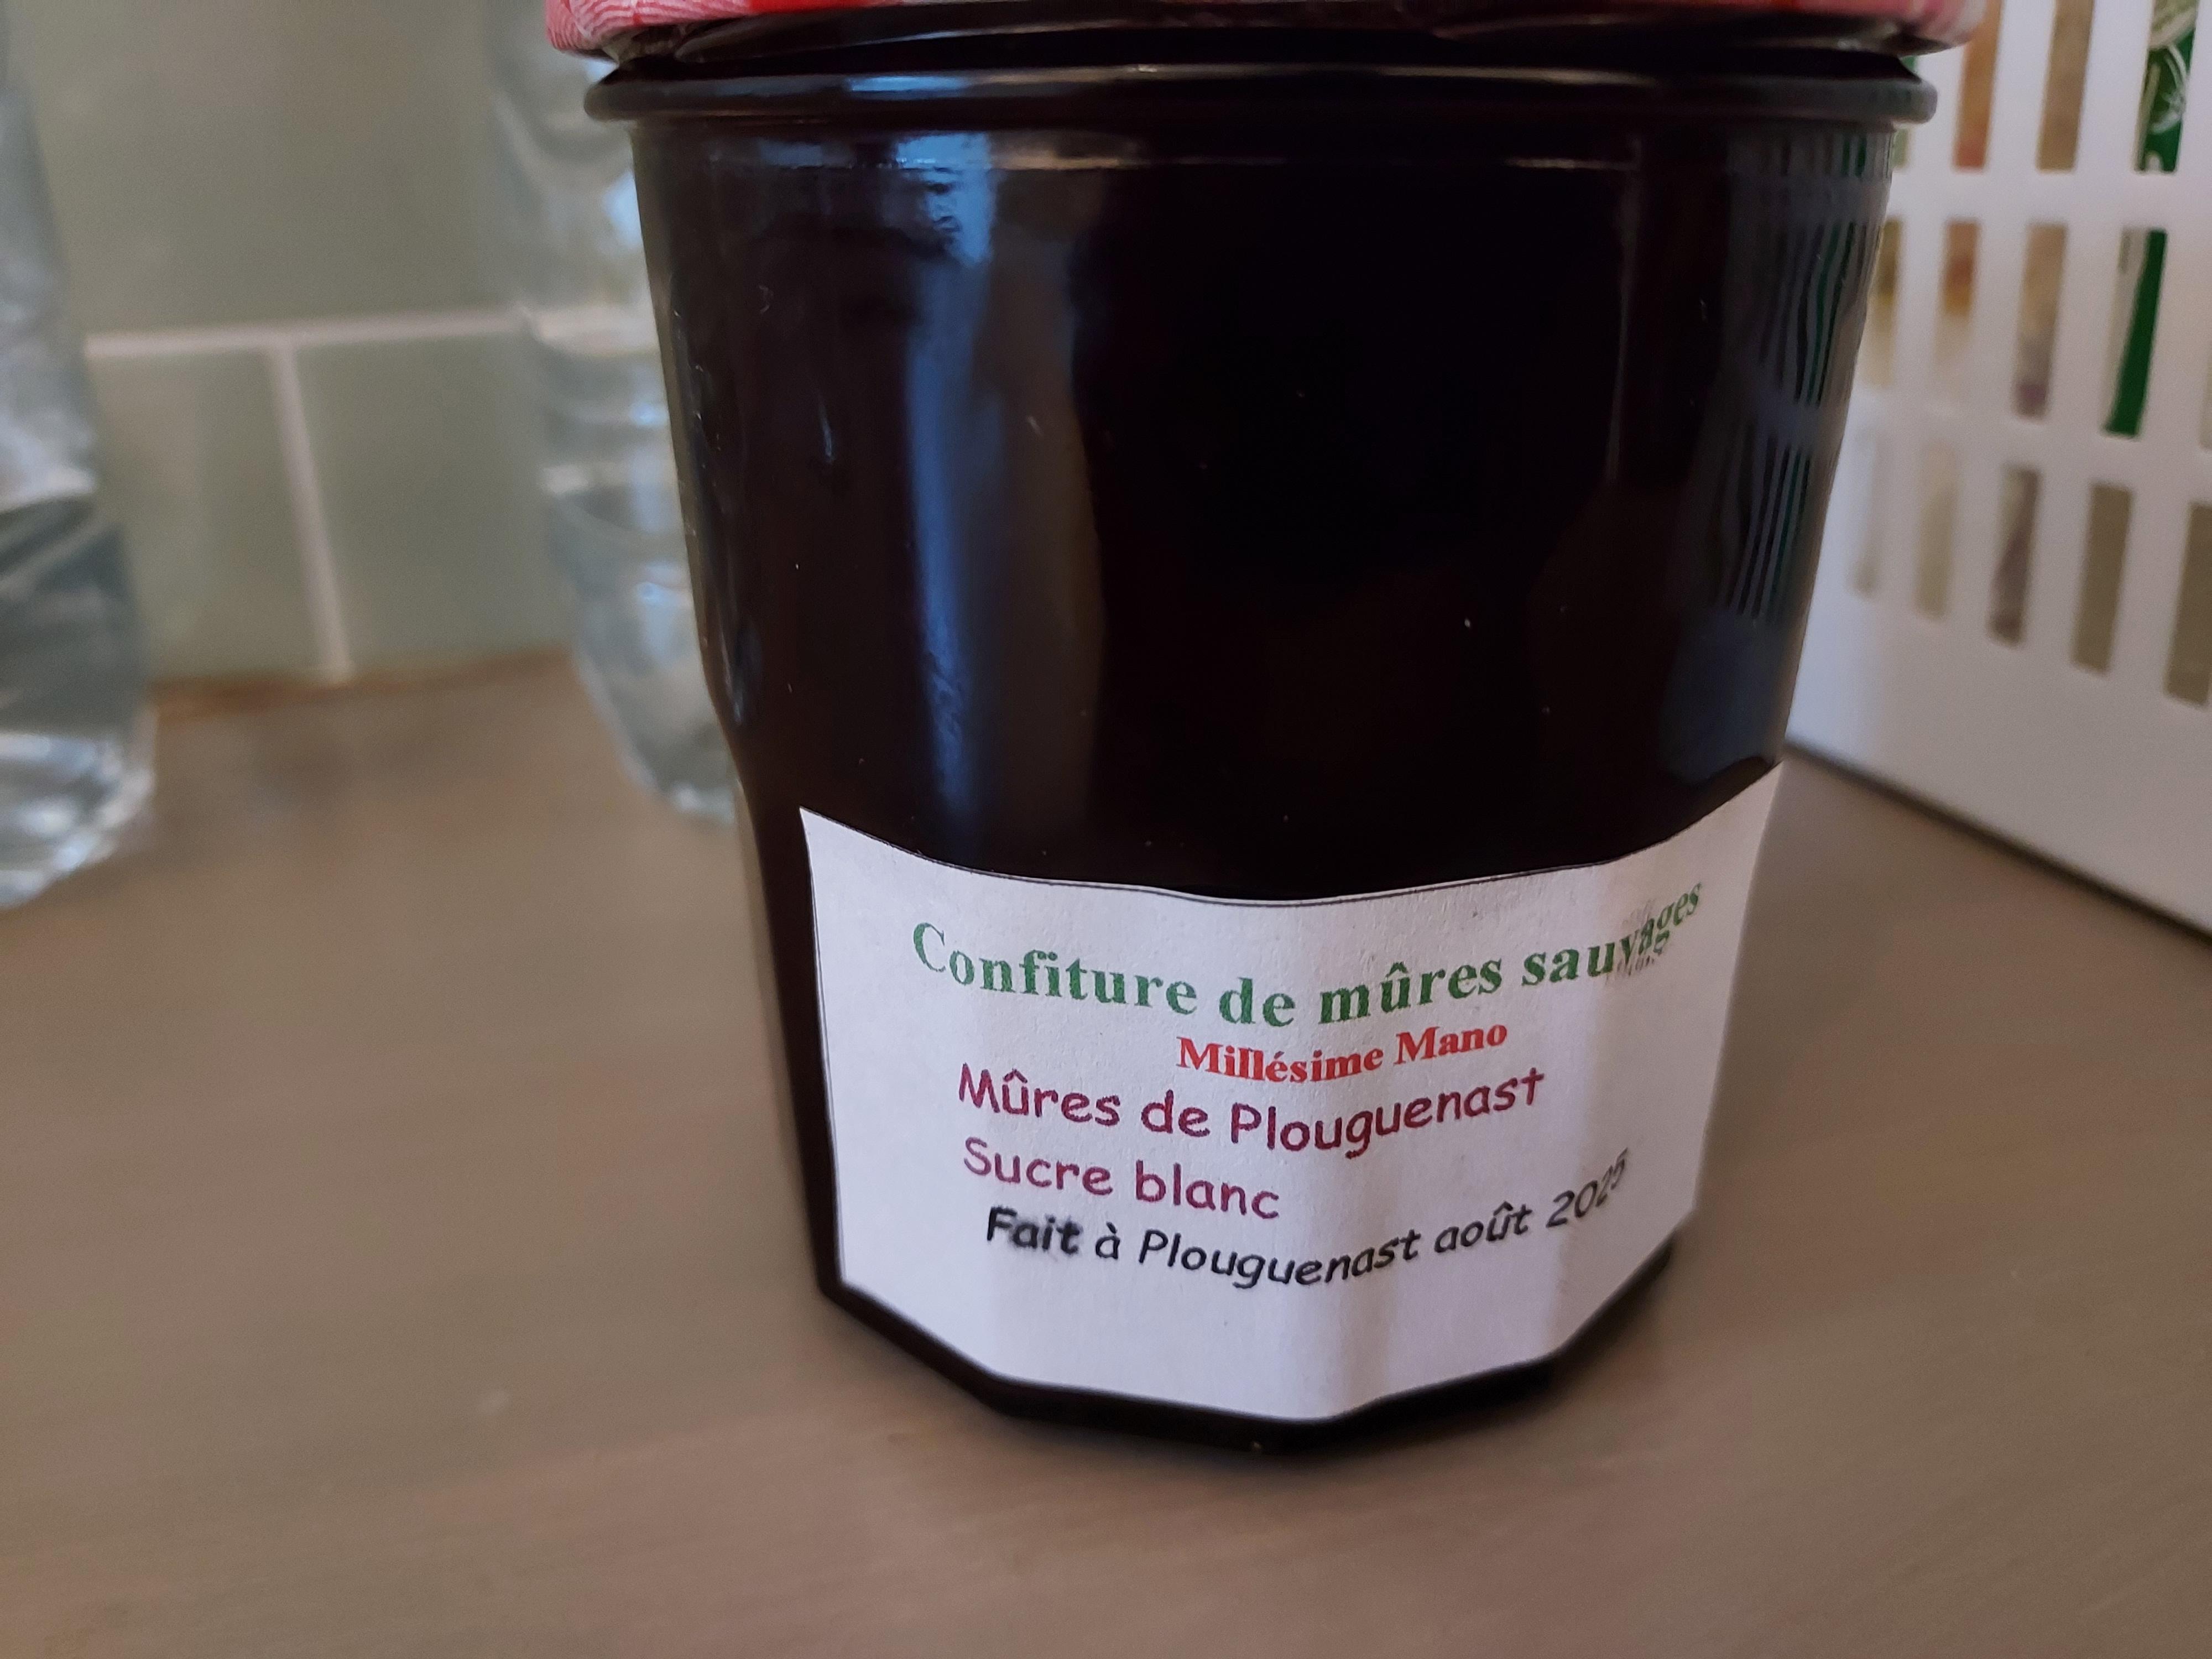 Confiture de mûres sauvages
Millésime Mano
Mûres de Plouguenast
Sucre blanc
Fait à Plouguenast août 2025